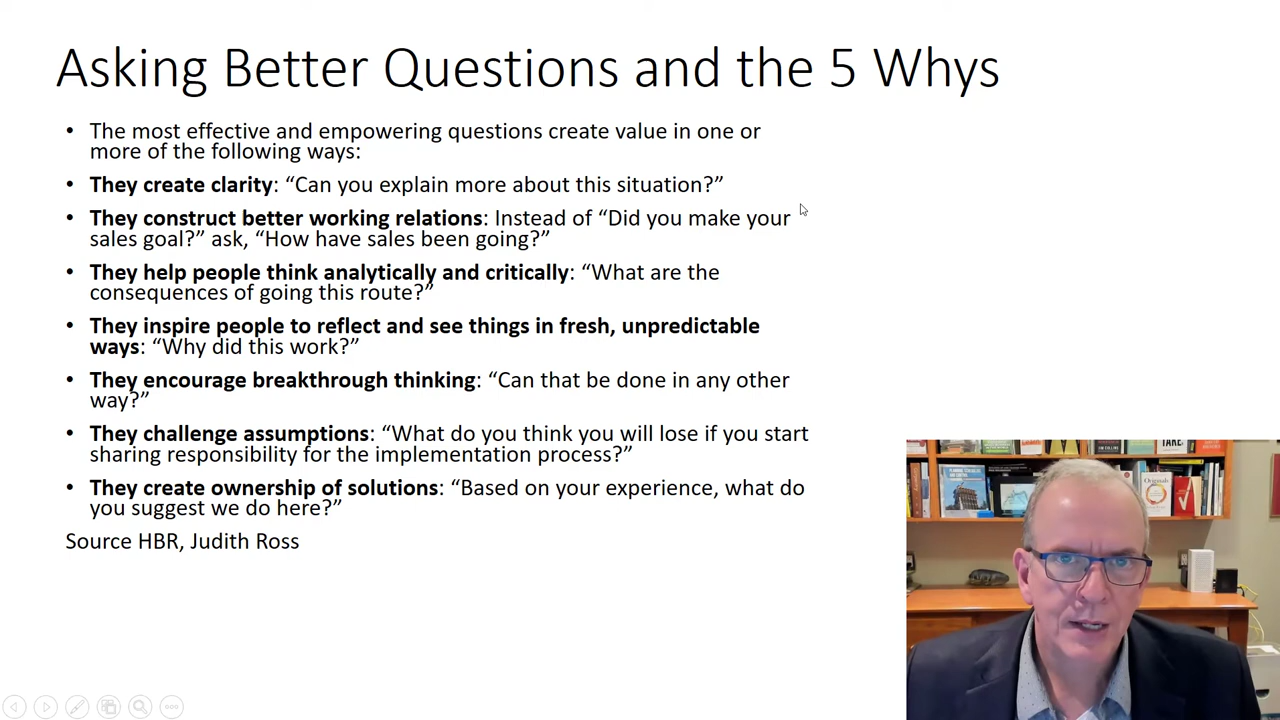 Asking Better Questions and the 5 Whys
• The most effective and empowering questions create value in one or
more of the following ways:
• They create clarity: “Can you explain more about this situation?”
• They construct better working relations: Instead of “Did you make your
sales goal?” ask, “How have sales been going?”
• They help people think analytically and critically: “What are the
consequences of going this route?”
• They inspire people to reflect and see things in fresh, unpredictable
ways: “Why did this work?”
• They encourage breakthrough thinking: “Can that be done in any other
way?”
• They challenge assumptions: “What do you think you will lose if you start
sharing responsibility for the implementation process?”
• They create ownership of solutions: “Based on your experience, what do
you suggest we do here?”
Source HBR, Judith Ross
TAKE.
Originals